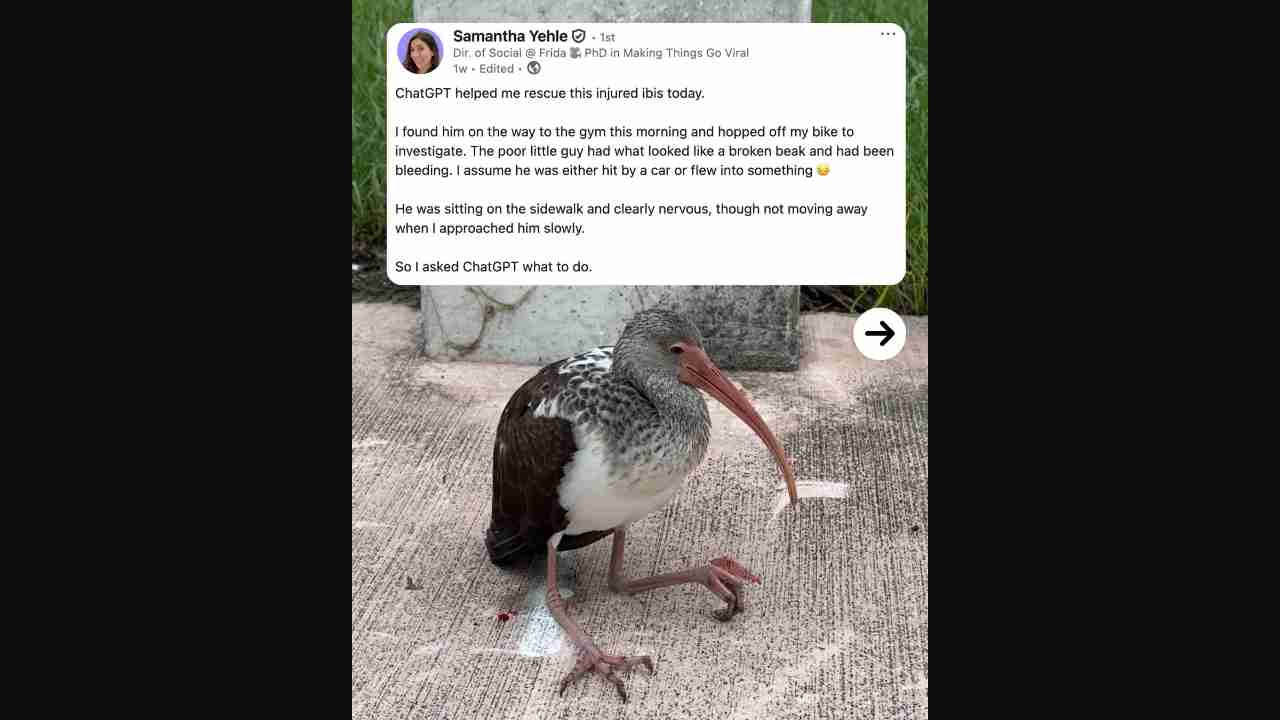 Samantha Yehle · 1st
Dir. of Social @ Frida PhD in Making Things Go Viral
1w • Edited •
ChatGPT helped me rescue this injured ibis today.
I found him on the way to the gym this morning and hopped off my bike to
investigate. The poor little guy had what looked like a broken beak and had been
bleeding. I assume he was either hit by a car or flew into something 😔
He was sitting on the sidewalk and clearly nervous, though not moving away
when I approached him slowly.
So I asked ChatGPT what to do.